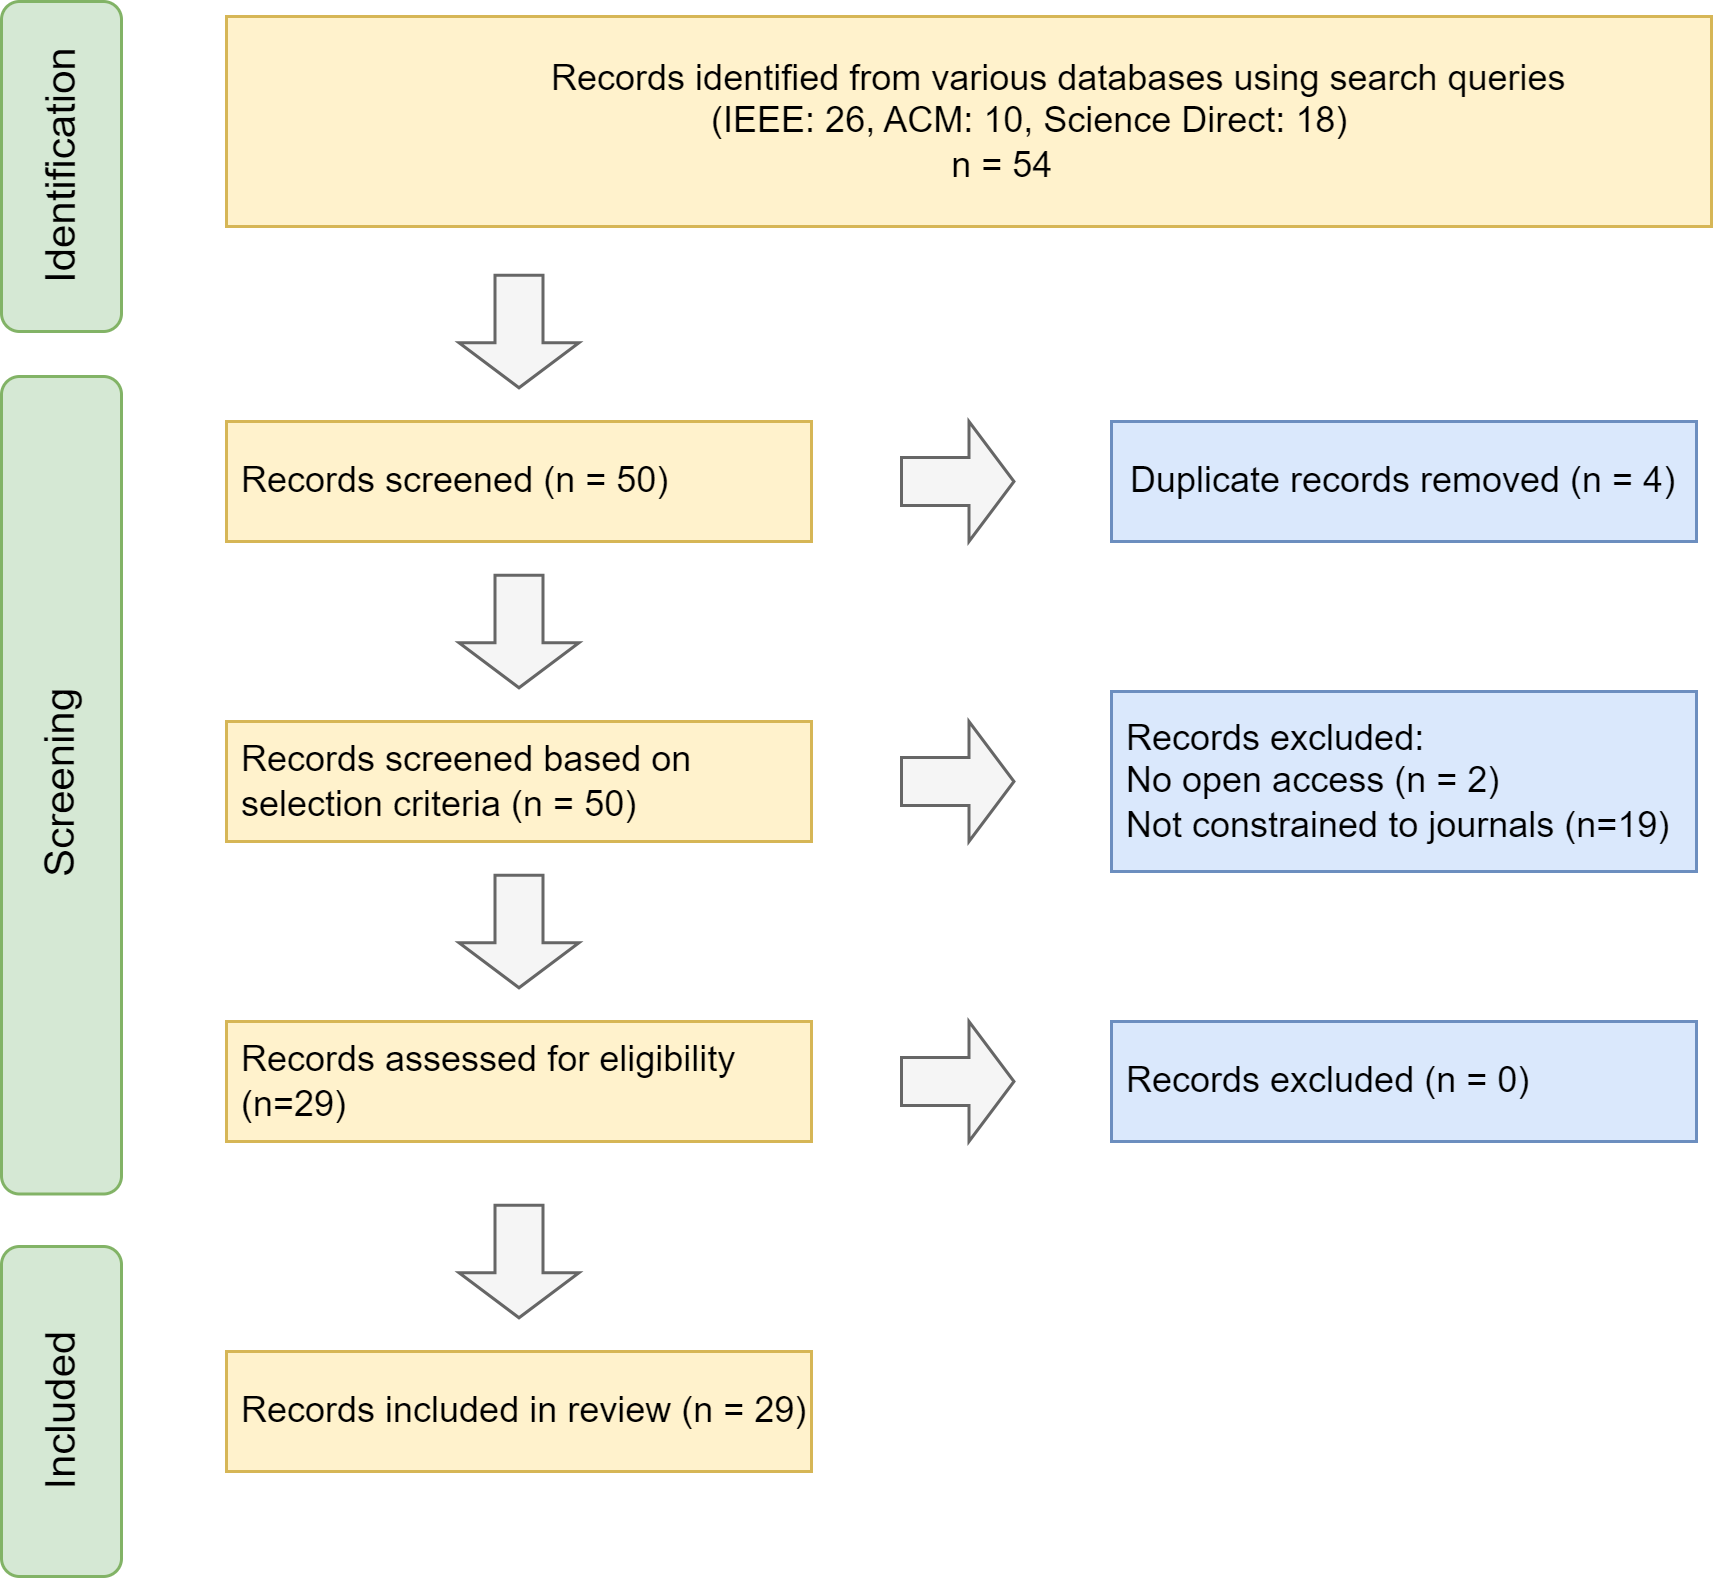 Identification
Records identified from various databases using search queries
(IEEE: 26, ACM: 10, Science Direct: 18)
n = 54
Screening
Records screened (n = 50)
Duplicate records removed (n = 4)
Records screened based on
selection criteria (n = 50)
Records excluded:
No open access (n = 2)
Not constrained to journals (n=19)
Records assessed for eligibility
(n=29)
Records excluded (n = 0)
Included
Records included in review (n = 29)